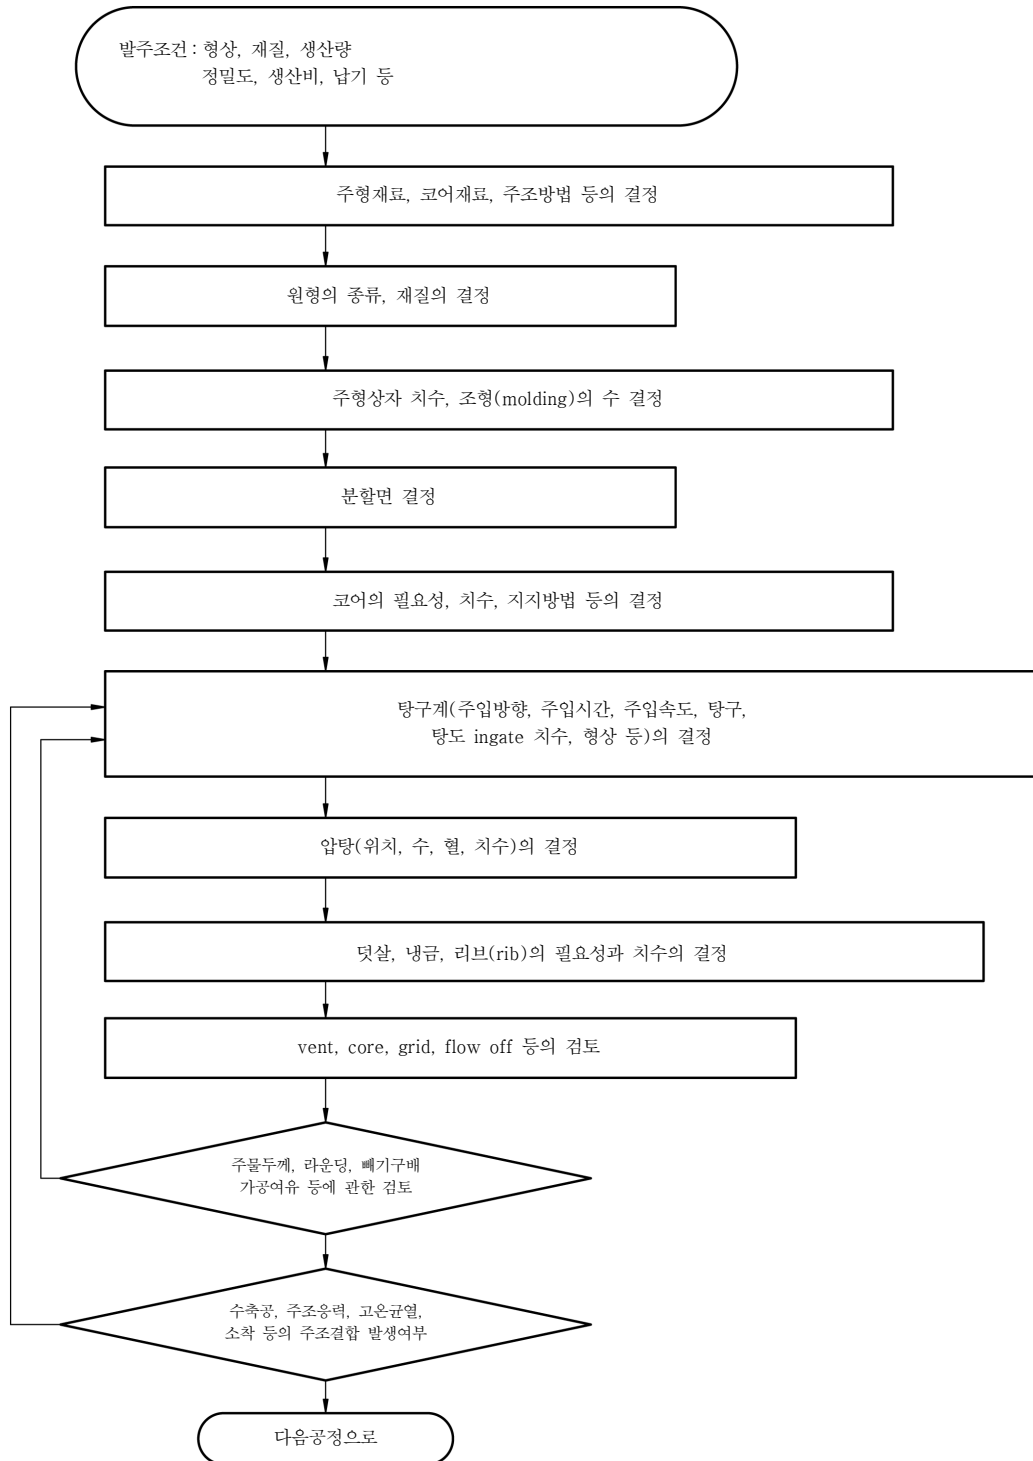 발주조건 : 형상, 재질, 생산량
정밀도, 생산비, 납기 등
주형재료, 코어재료, 주조방법 등의 결정
원형의 종류, 재질의 결정
주형상자 치수, 조형(molding)의 수 결정
분할면 결정
코어의 필요성, 치수, 지지방법 등의 결정
탕구계(주입방향, 주입시간, 주입속도, 탕구,
탕도 ingate 치수, 형상 등)의 결정
압탕(위치, 수, 혈, 치수)의 결정
덧살, 냉금, 리브(rib)의 필요성과 치수의 결정
vent, core, grid, flow off 등의 검토
주물두께, 라운딩, 빼기구배
가공여유 등에 관한 검토
수축공, 주조응력, 고온균열,
소착 등의 주조결합 발생여부
다음공정으로